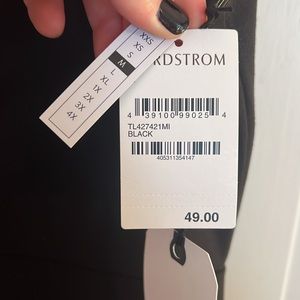 XXS
XS
S
M
L
XL
1X
2X
3X
4X
RDSTROM
4 39100 99025 4
TL427421MI
BLACK
405311354147
49.00